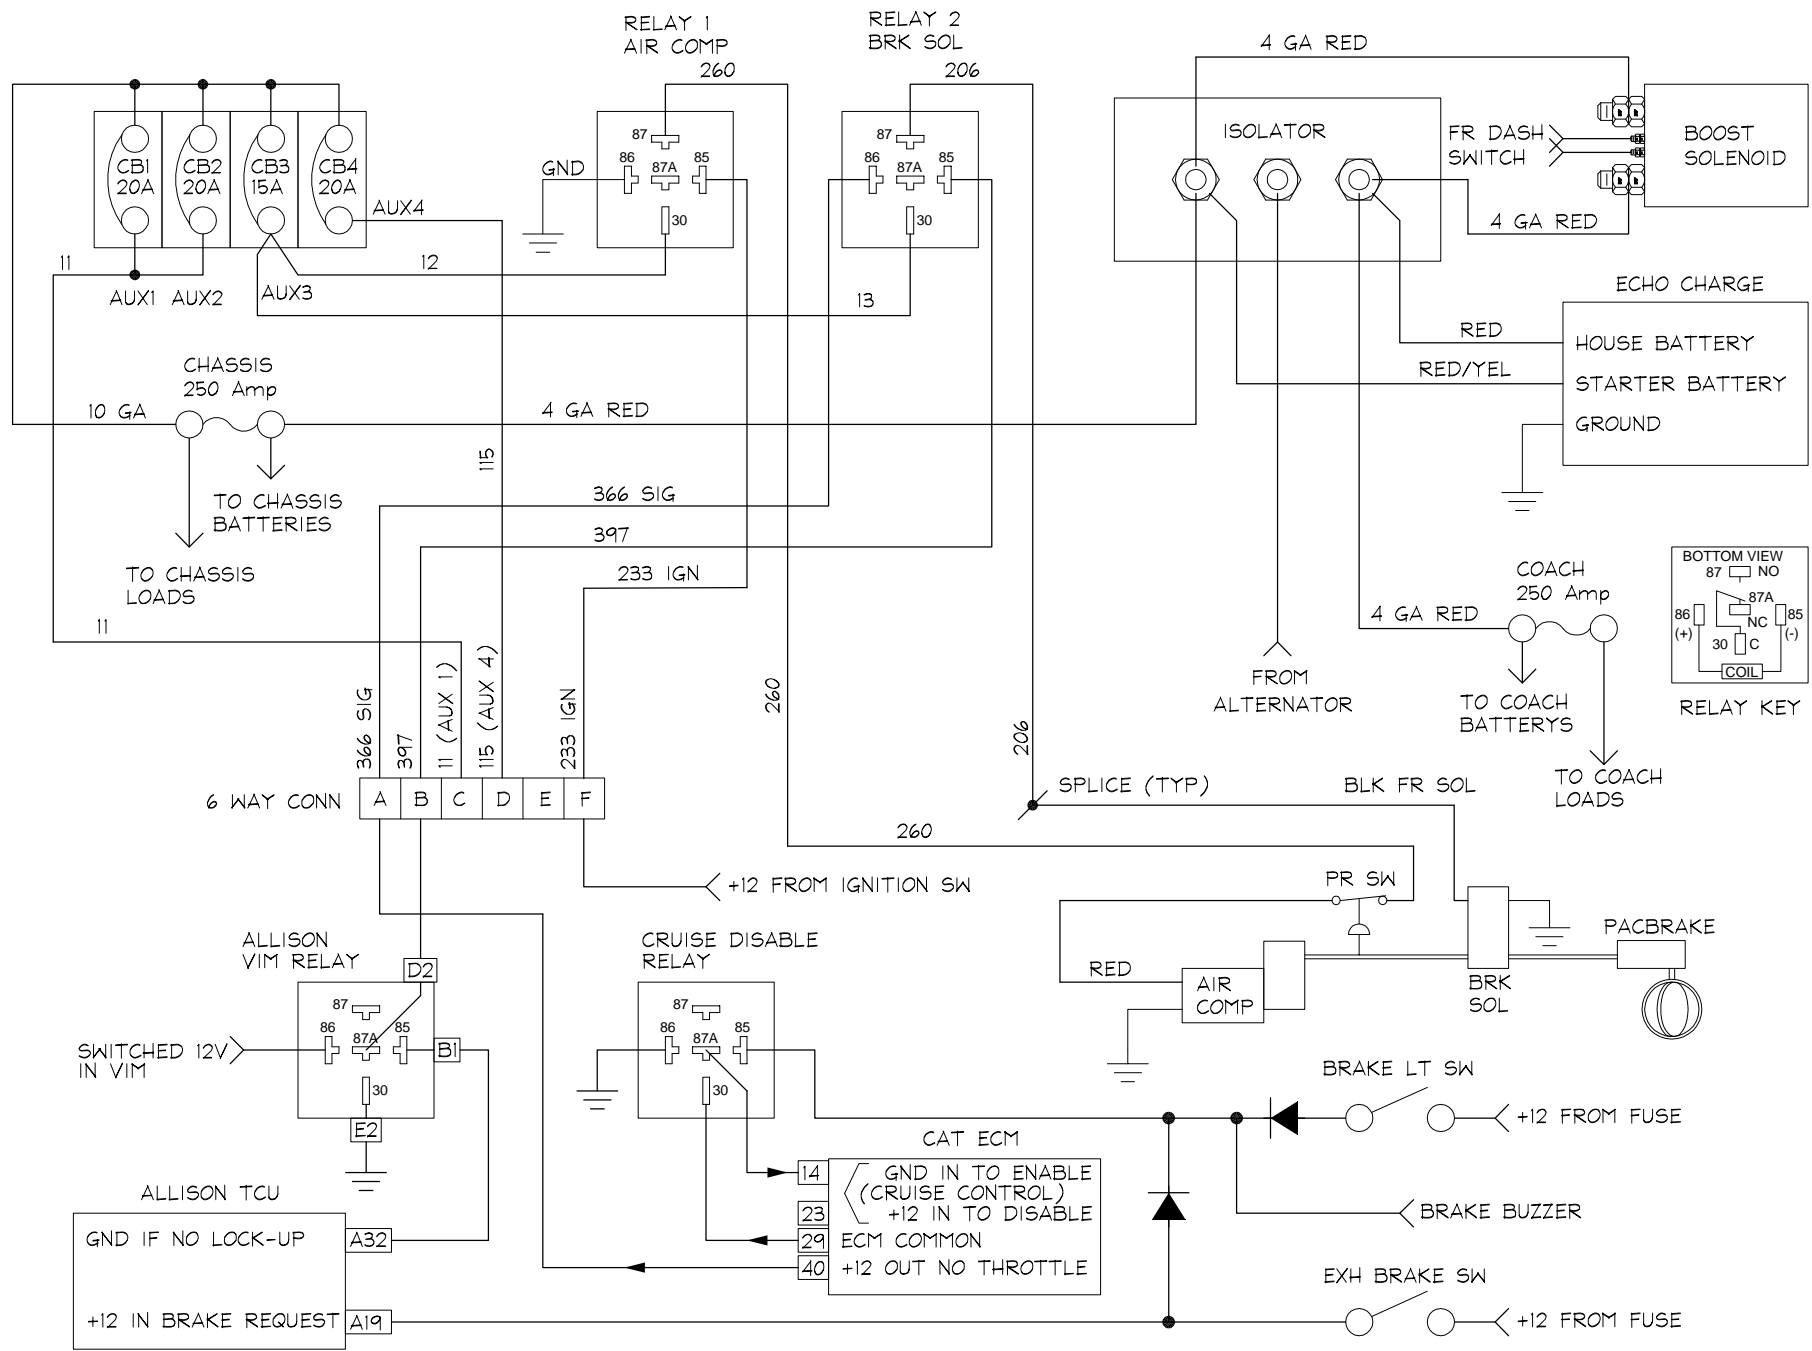 RELAY 1
AIR COMP
RELAY 2
BRK SOL
260
206
4 GA RED
87
86
87A
85
30
GND
87
86
87A
85
30
CB1
20A
CB2
20A
CB3
15A
CB4
20A
AUX4
11
AUX1
AUX2
AUX3
12
13
ISOLATOR
FR DASH
SWITCH
BOOST
SOLENOID
4 GA RED
ECHO CHARGE
RED
HOUSE BATTERY
RED/YEL
STARTER BATTERY
GROUND
CHASSIS
250 Amp
10 GA
4 GA RED
115
TO CHASSIS
BATTERIES
TO CHASSIS
LOADS
366 SIG
397
233 IGN
11
BOTTOM VIEW
87
NO
87A
86
(+)
NC
85
(-)
30
C
COIL
RELAY KEY
COACH
250 Amp
4 GA RED
FROM
ALTERNATOR
TO COACH
BATTERYS
TO COACH
LOADS
366 SIG
397
11 (AUX 1)
115 (AUX 4)
233 IGN
260
206
6 WAY CONN
A
B
C
D
E
F
SPLICE (TYP)
BLK FR SOL
260
+12 FROM IGNITION SW
PR SW
ALLISON
VIM RELAY
D2
87
86
87A
85
B1
30
E2
SWITCHED 12V
IN VIM
CRUISE DISABLE
RELAY
87
86
87A
85
30
RED
AIR
COMP
BRK
SOL
PACBRAKE
BRAKE LT SW
+12 FROM FUSE
CAT ECM
14
GND IN TO ENABLE
(CRUISE CONTROL)
23
+12 IN TO DISABLE
29
ECM COMMON
40
+12 OUT NO THROTTLE
BRAKE BUZZER
EXH BRAKE SW
+12 FROM FUSE
ALLISON TCU
GND IF NO LOCK-UP
A32
+12 IN BRAKE REQUEST
A19